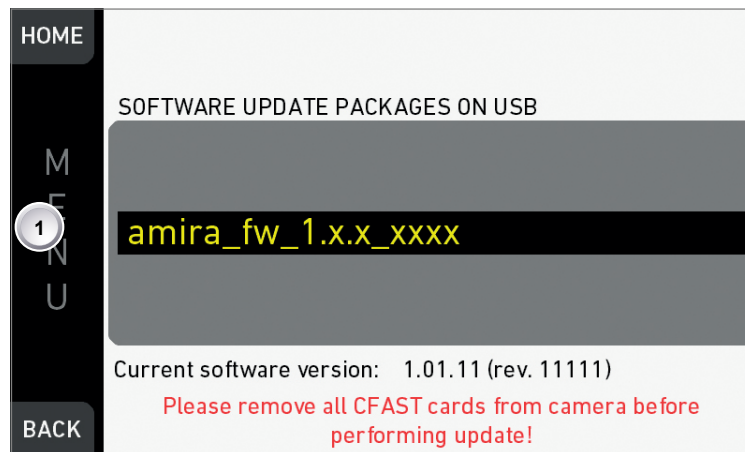 HOME
SOFTWARE UPDATE PACKAGES ON USB
MENU
1
amira_fw_1.x.x_xxxx
Current software version: 1.01.11 (rev. 11111)
Please remove all CFAST cards from camera before
performing update!
BACK